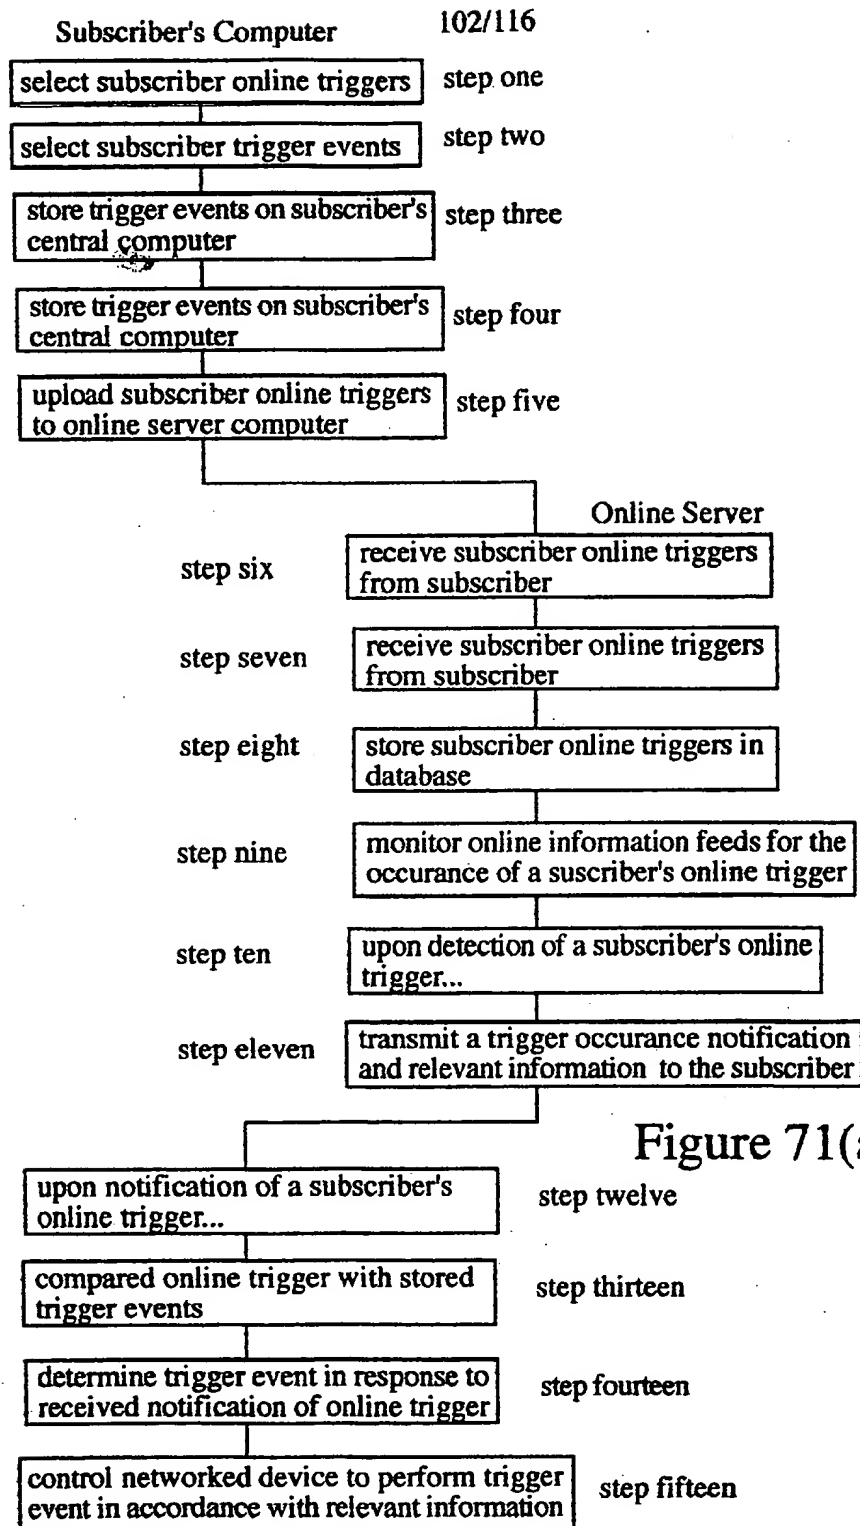 102/116
Subscriber's Computer
select subscriber online triggers step one
select subscriber trigger events step two
store trigger events on subscriber's
central computer
step three
store trigger events on subscriber's
central computer
step four
upload subscriber online triggers
to online server computer
step five
Online Server
step six
receive subscriber online triggers
from subscriber
step seven
receive subscriber online triggers
from subscriber
step eight
store subscriber online triggers in
database
step nine
monitor online information feeds for the
occurance of a suscriber's online trigger
step ten
upon detection of a subscriber's online
trigger...
step eleven
transmit a trigger occurance notification
and relevant information to the subscriber
Figure 71(a
upon notification of a subscriber's
online trigger...
step twelve
compared online trigger with stored
trigger events
step thirteen
determine trigger event in response to
received notification of online trigger
step fourteen
control networked device to perform trigger
event in accordance with relevant information
step fifteen